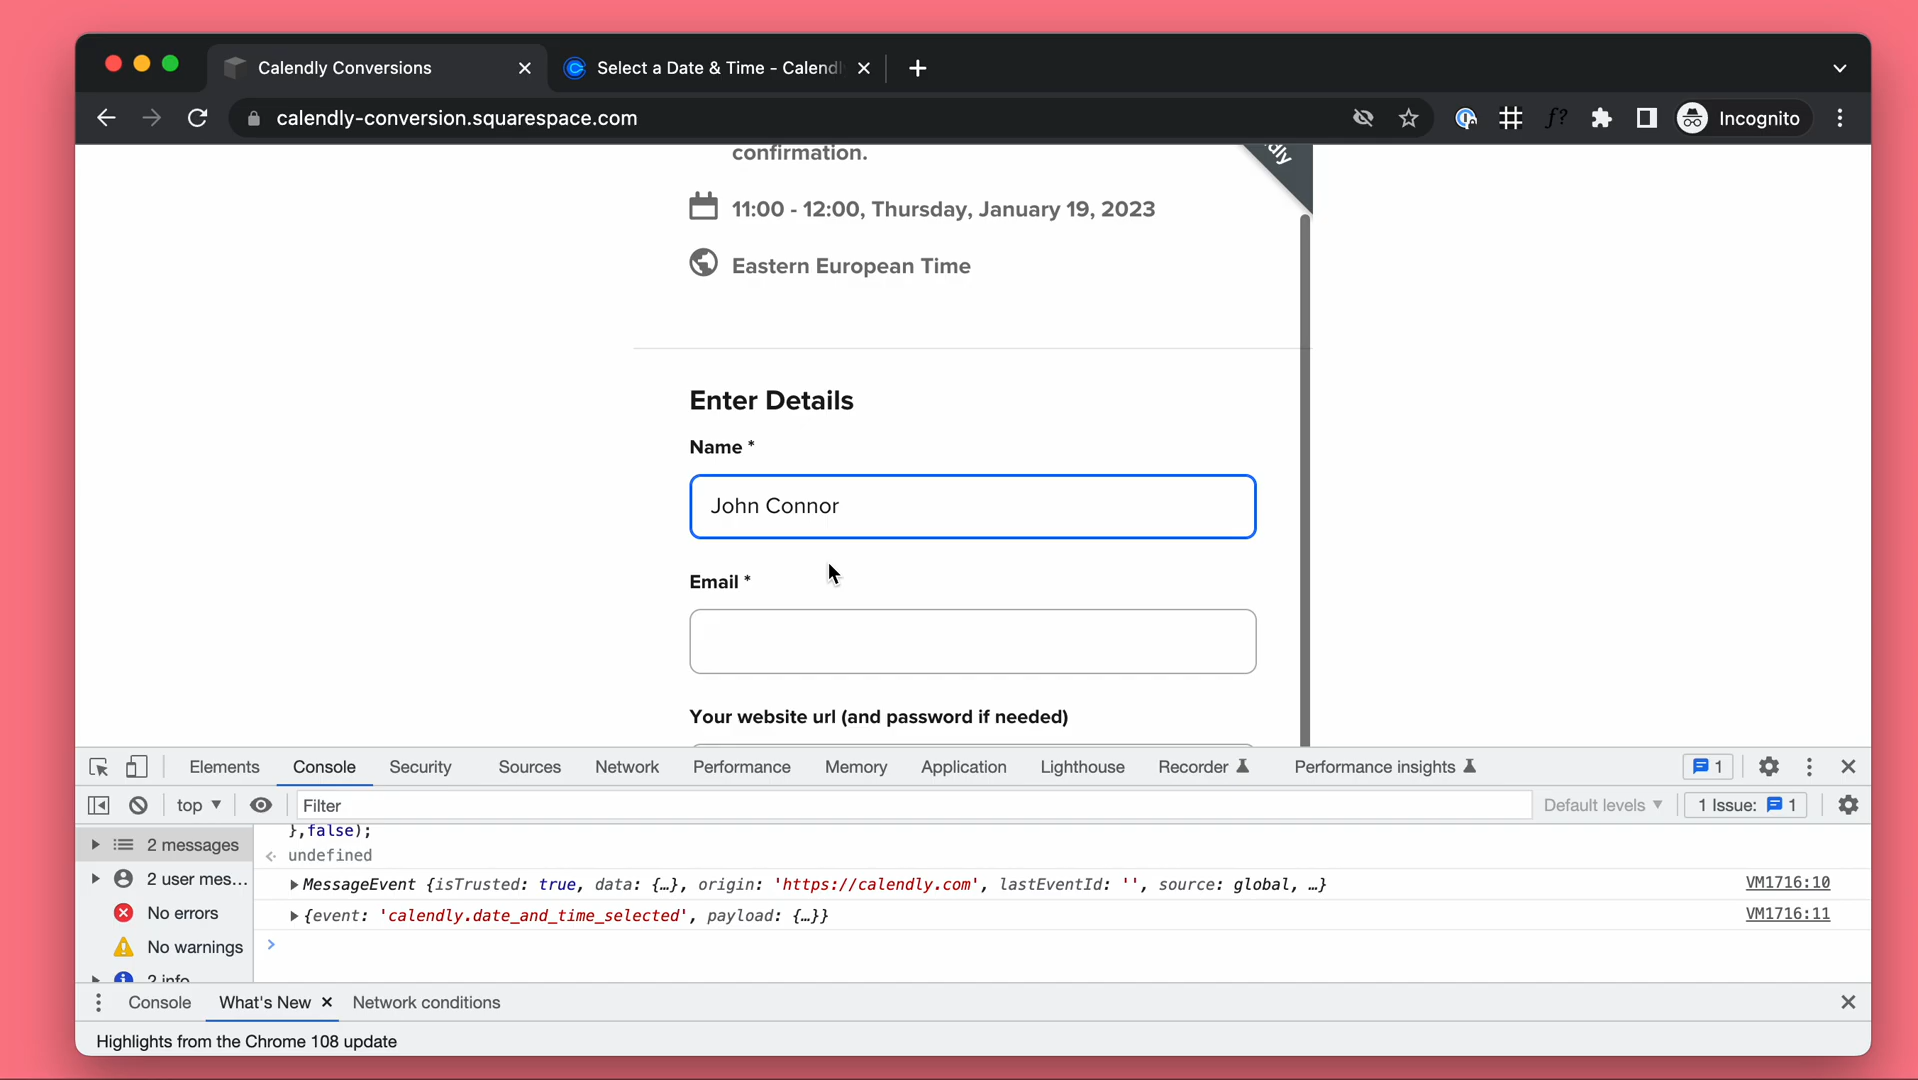 Calendly Conversions
Select a Date & Time - Calendl
calendly-conversion.squarespace.com
f?
Incognito
confirmation.
dly
11:00 - 12:00, Thursday, January 19, 2023
Eastern European Time
Enter Details
Name *
John Connor
Email *
Your website url (and password if needed)
Elements Console Security Sources Network Performance Memory Application Lighthouse Recorder Performance insights 1
top ▼ Filter Default levels ▼ 1 Issue: 1
2 messages
2 user mes...
No errors
No warnings
2 info
},false);
undefined
MessageEvent {isTrusted: true, data: {…}, origin: 'https://calendly.com', lastEventId: '', source: global, …} VM1716:10
{event: 'calendly.date_and_time_selected', payload: {…}} VM1716:11
Console What's New Network conditions
Highlights from the Chrome 108 update